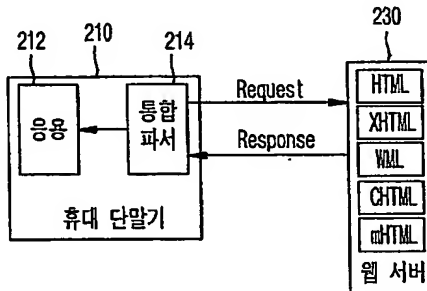 212
210
214
230
응용
통합
파서
휴대 단말기
Request
Response
HTML
XHTML
WML
CHTML
mHTML
웹 서버